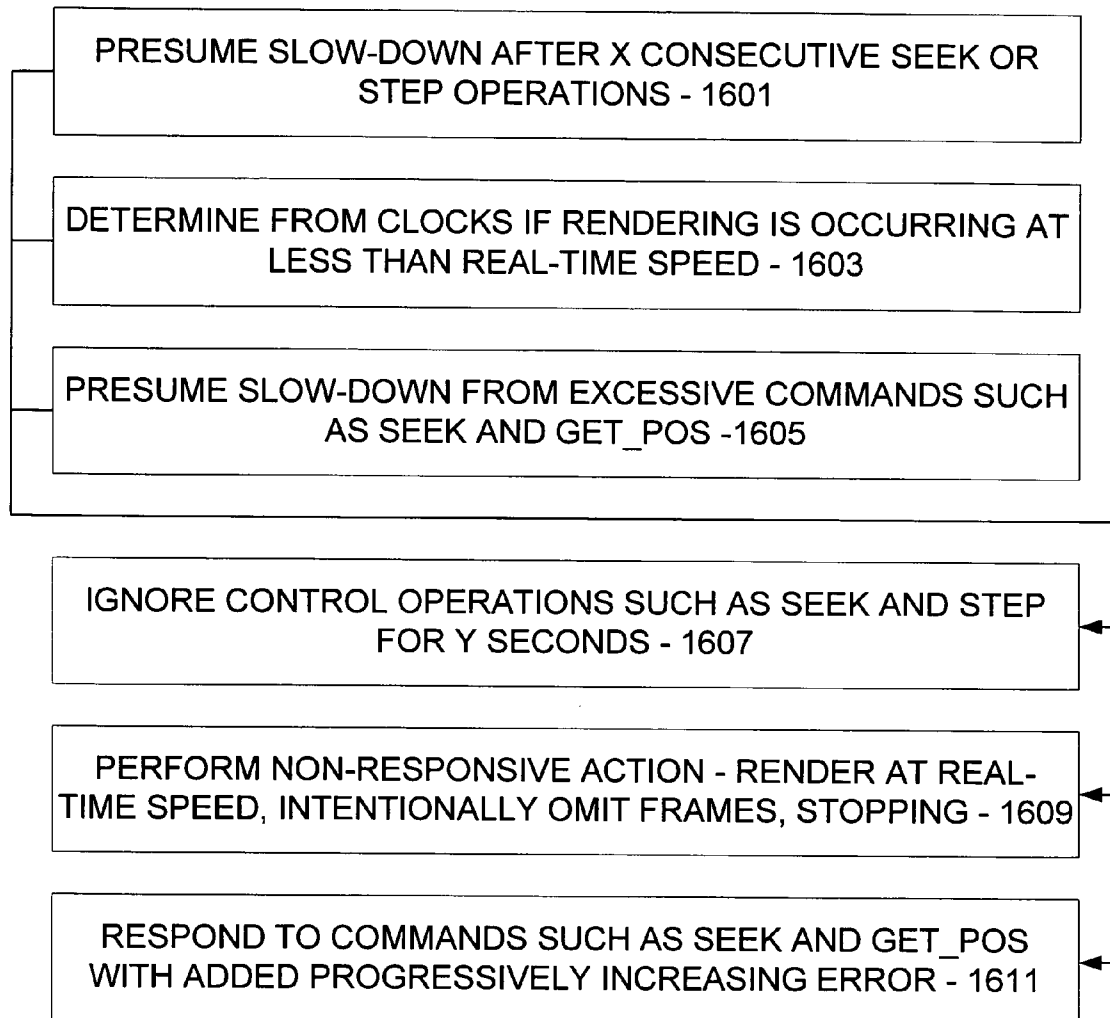 PRESUME SLOW-DOWN AFTER X CONSECUTIVE SEEK OR
STEP OPERATIONS - 1601
DETERMINE FROM CLOCKS IF RENDERING IS OCCURRING AT
LESS THAN REAL-TIME SPEED - 1603
PRESUME SLOW-DOWN FROM EXCESSIVE COMMANDS SUCH
AS SEEK AND GET_POS -1605
IGNORE CONTROL OPERATIONS SUCH AS SEEK AND STEP
FOR Y SECONDS - 1607
PERFORM NON-RESPONSIVE ACTION - RENDER AT REAL-
TIME SPEED, INTENTIONALLY OMIT FRAMES, STOPPING - 1609
RESPOND TO COMMANDS SUCH AS SEEK AND GET_POS
WITH ADDED PROGRESSIVELY INCREASING ERROR - 1611